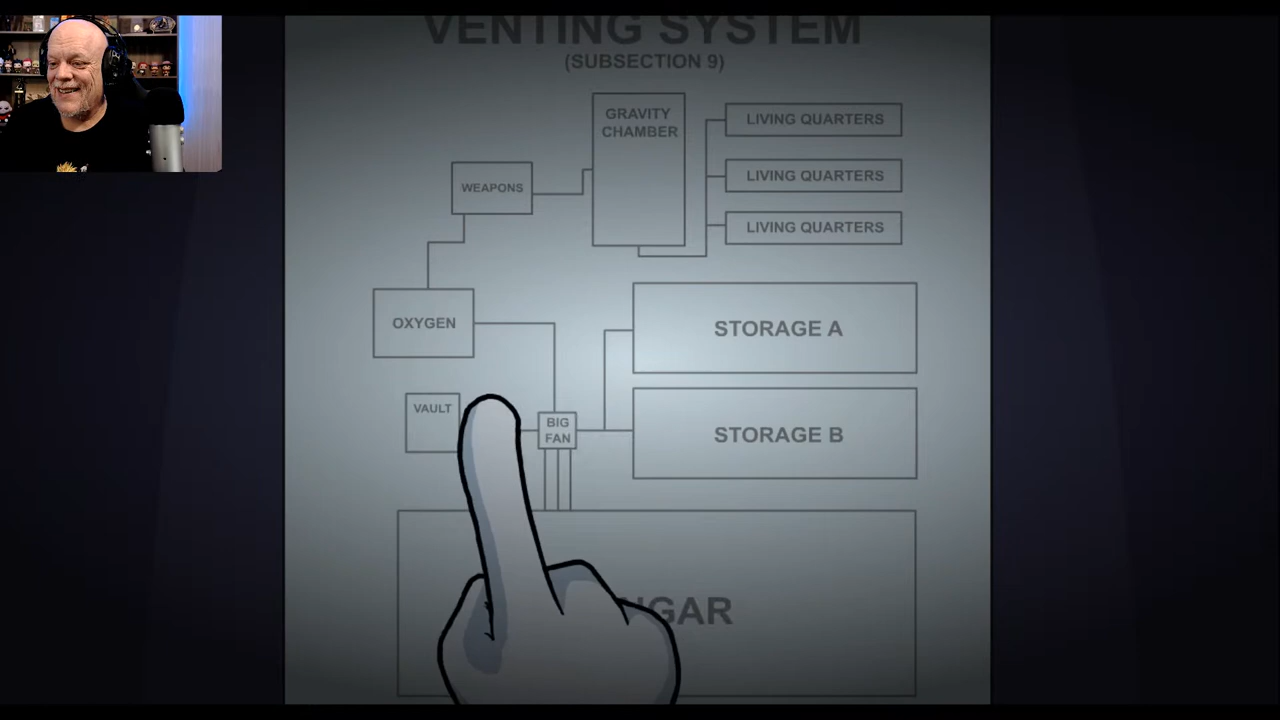 VENTING SYSTEM
(SUBSECTION 9)
GRAVITY
CHAMBER
LIVING QUARTERS
WEAPONS
LIVING QUARTERS
LIVING QUARTERS
OXYGEN
STORAGE A
VAULT
BIG
FAN
STORAGE B
NGAR